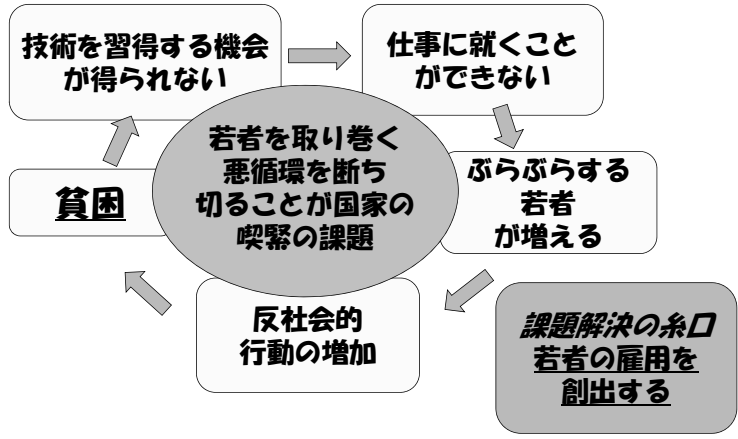 技術を習得する機会
が得られない
仕事に就くこと
ができない
若者を取り巻く
悪循環を断ち
切ることが国家の
喫緊の課題
ぶらぶらする
若者
が増える
貧困
反社会的
行動の増加
課題解決の糸口
若者の雇用を
創出する